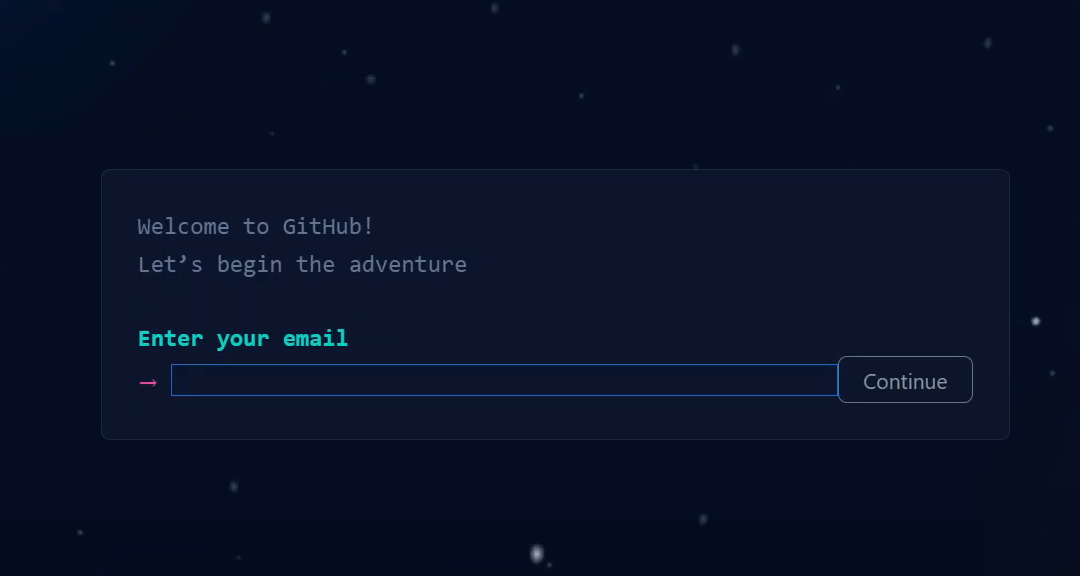 Welcome to GitHub!
Let’s begin the adventure
Enter your email
→
Continue